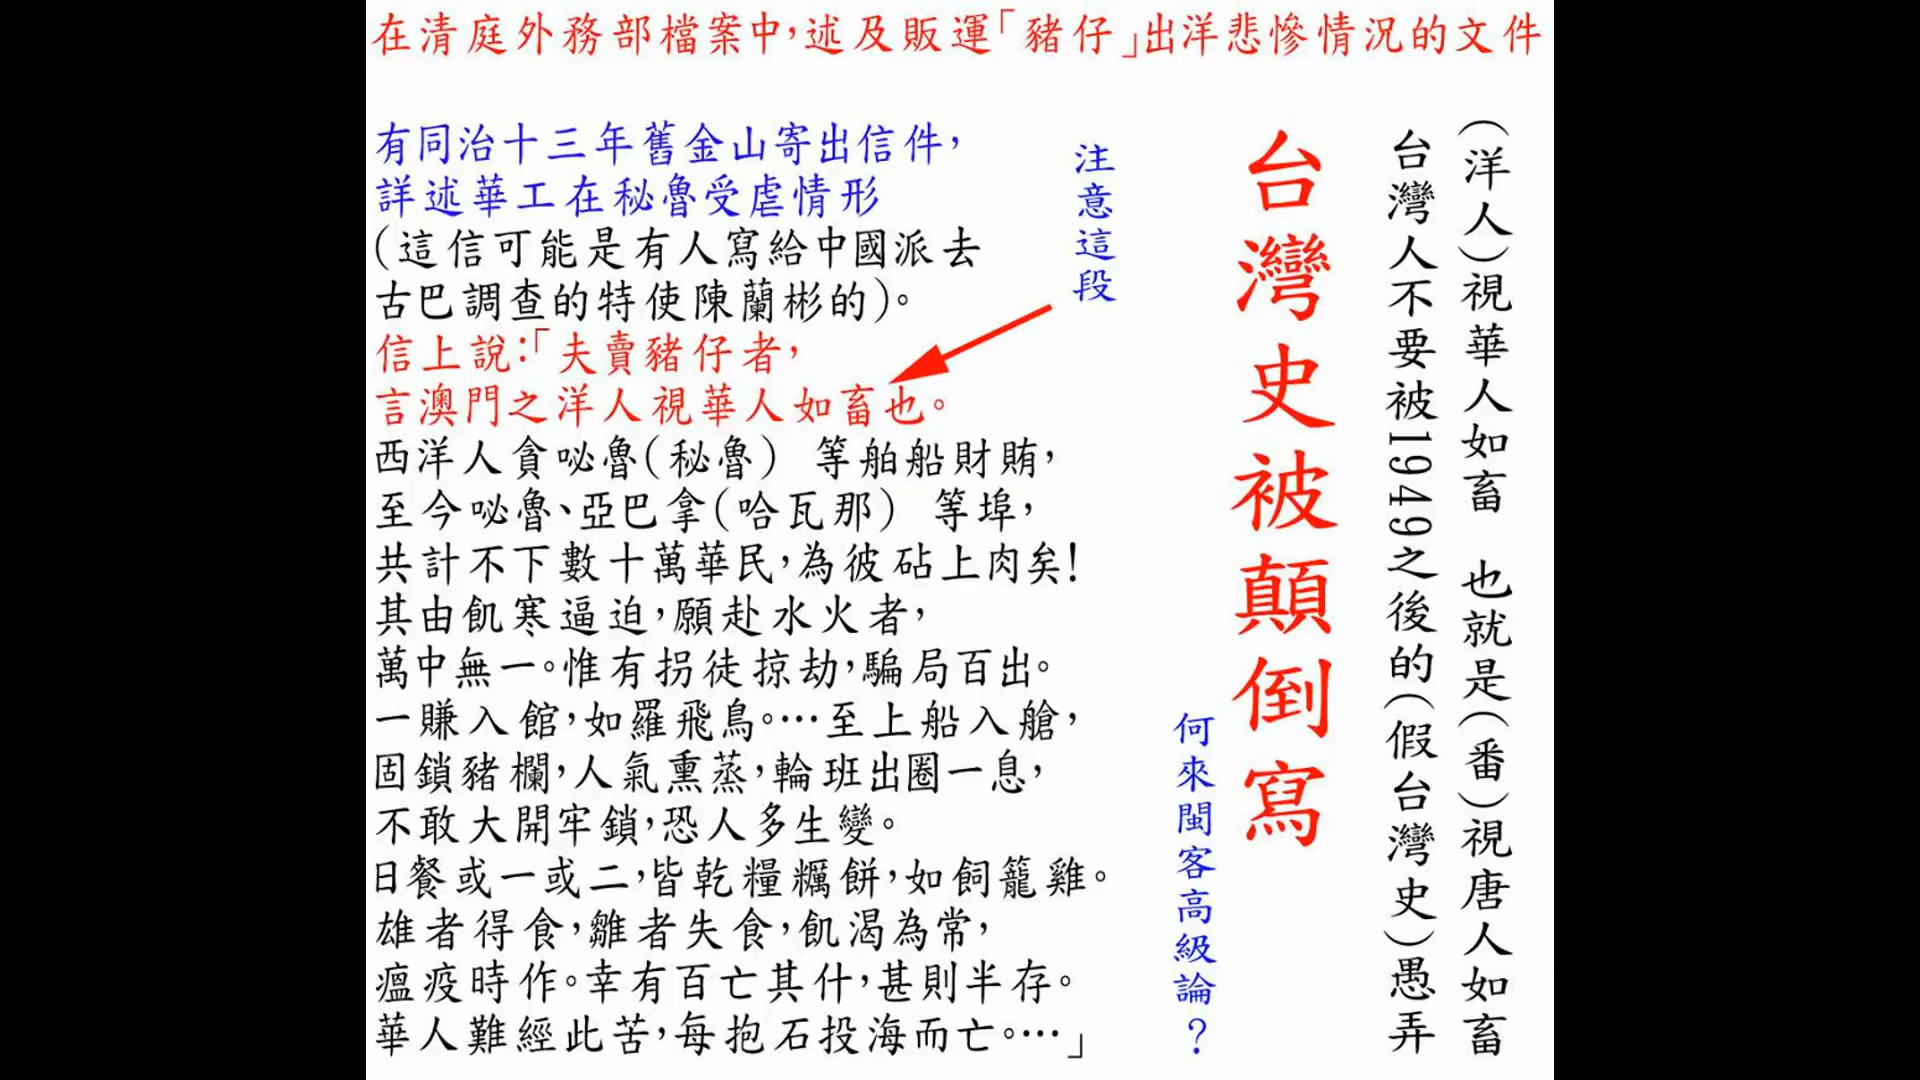 在清庭外務部檔案中,述及販運「豬仔」出洋悲慘情況的文件
有同治十三年舊金山寄出信件,
詳述華工在秘魯受虐情形
(這信可能是有人寫給中國派去
古巴調查的特使陳蘭彬的)。
信上說:「夫賣豬仔者,
言澳門之洋人視華人如畜也。
西洋人貪咇魯(秘魯) 等舶船財賄,
至今咇魯、亞巴拿(哈瓦那) 等埠,
共計不下數十萬華民,為彼砧上肉矣!
其由飢寒逼迫,願赴水火者,
萬中無一。惟有拐徒掠劫,騙局百出。
一賺入館,如羅飛鳥。…至上船入艙,
固鎖豬欄,人氣熏蒸,輪班出圈一息,
不敢大開牢鎖,恐人多生變。
日餐或一或二,皆乾糧糲餅,如飼籠雞。
雄者得食,雛者失食,飢渴為常,
瘟疫時作。幸有百亡其什,甚則半存。
華人難經此苦,每抱石投海而亡。…」
注意這段
(洋人)視華人如畜 也就是(番)視唐人如畜
台灣人不要被1949之後的(假台灣史)愚弄
台灣史被顛倒寫
何來閩客高級論?